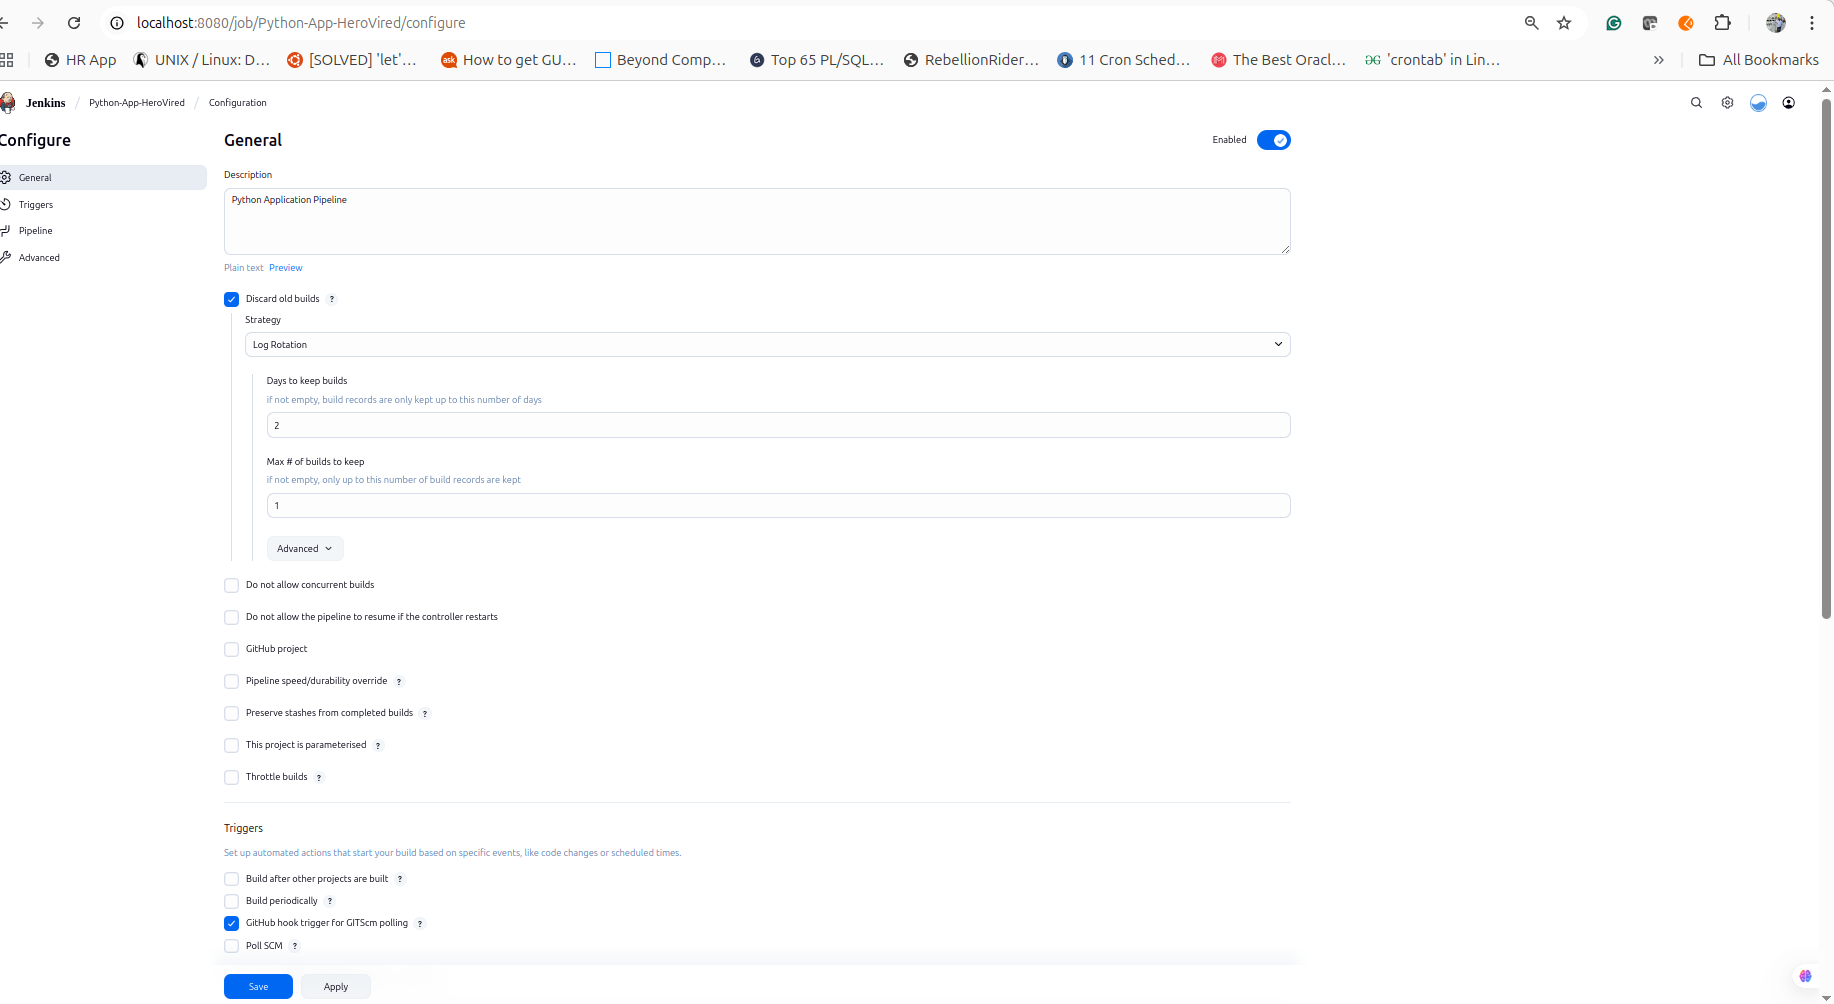 localhost:8080/job/Python-App-HeroVired/configure
HR App
UNIX / Linux: D...
[SOLVED] 'let'...
ask How to get GU...
Beyond Comp...
Top 65 PL/SQL...
RebellionRider...
11 Cron Sched...
The Best Oracl...
'crontab' in Lin...
All Bookmarks
Jenkins / Python-App-HeroVired / Configuration
Configure
General
Triggers
Pipeline
Advanced
General
Enabled
Description
Python Application Pipeline
Plain text Preview
Discard old builds ?
Strategy
Log Rotation
Days to keep builds
if not empty, build records are only kept up to this number of days
2
Max # of builds to keep
if not empty, only up to this number of build records are kept
1
Advanced
Do not allow concurrent builds
Do not allow the pipeline to resume if the controller restarts
GitHub project
Pipeline speed/durability override ?
Preserve stashes from completed builds ?
This project is parameterised ?
Throttle builds ?
Triggers
Set up automated actions that start your build based on specific events, like code changes or scheduled times.
Build after other projects are built ?
Build periodically ?
GitHub hook trigger for GITScm polling ?
Poll SCM ?
Save
Apply